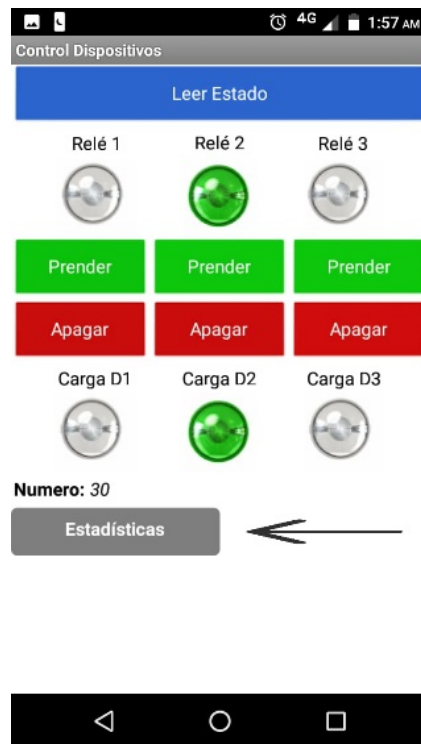 4G 1:57 AM
Control Dispositivos
Leer Estado
Relé 1 Relé 2 Relé 3
Prender Prender Prender
Apagar Apagar Apagar
Carga D1 Carga D2 Carga D3
Numero: 30
Estadísticas